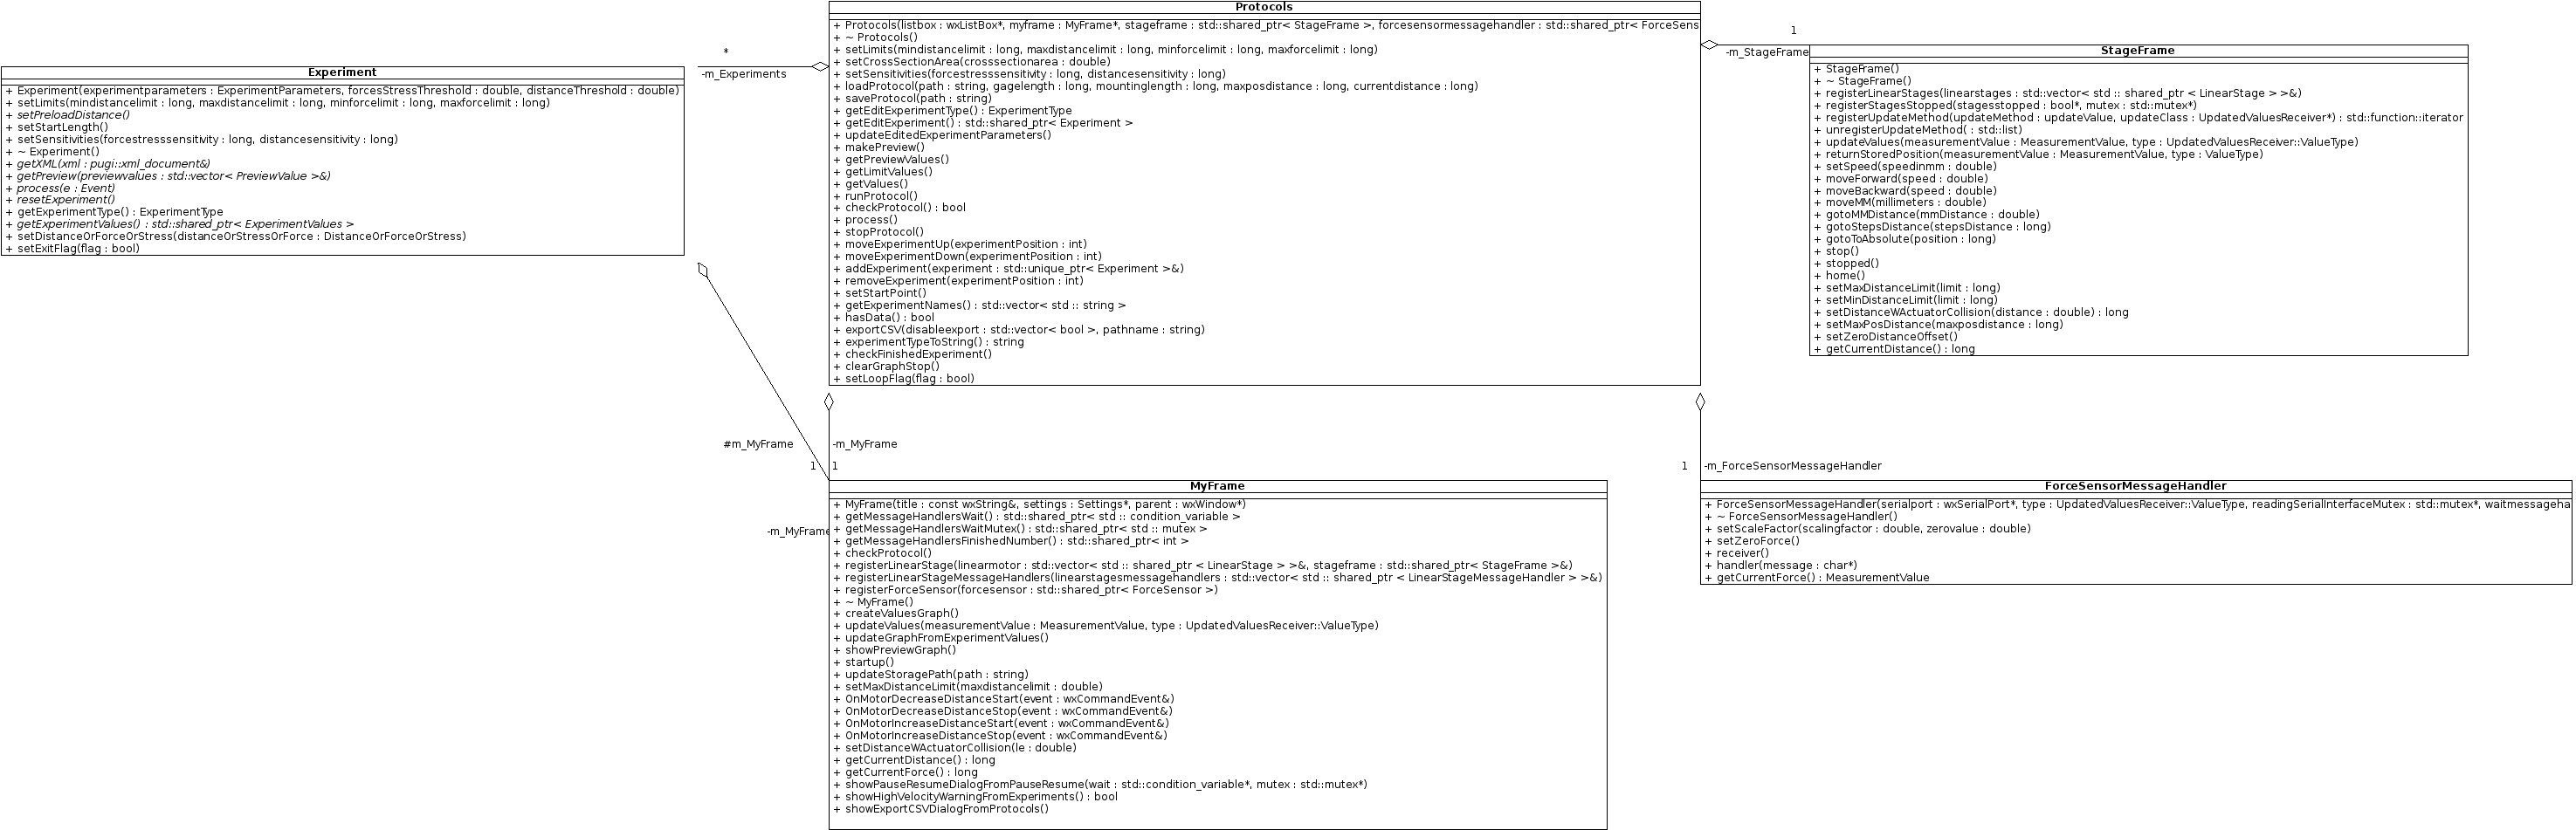 Protocols
+ Protocols(listbox : wxListBox*, myframe : MyFrame*, stageframe : std::shared_ptr< StageFrame >, forcesensormessagehandler : std::shared_ptr< ForceSens
+ ~ Protocols()
+ setLimits(mindistancelimit : long, maxdistancelimit : long, minforcelimit : long, maxforcelimit : long)
+ setCrossSectionArea(crosssectionarea : double)
+ setSensitivities(forcestresssensitivity : long, distancesensitivity : long)
+ loadProtocol(path : string, gagelength : long, mountinglength : long, maxposdistance : long, currentdistance : long)
+ saveProtocol(path : string)
+ getEditExperimentType() : ExperimentType
+ getEditExperiment() : std::shared_ptr< Experiment >
+ updateEditedExperimentParameters()
+ makePreview()
+ getPreviewValues()
+ getLimitValues()
+ getValues()
+ runProtocol()
+ checkProtocol() : bool
+ process()
+ stopProtocol()
+ moveExperimentUp(experimentPosition : int)
+ moveExperimentDown(experimentPosition : int)
+ addExperiment(experiment : std::unique_ptr< Experiment >&)
+ removeExperiment(experimentPosition : int)
+ setStartPoint()
+ getExperimentNames() : std::vector< std :: string >
+ hasData() : bool
+ exportCSV(disableexport : std::vector< bool >, pathname : string)
+ experimentTypeToString() : string
+ checkFinishedExperiment()
+ clearGraphStop()
+ setLoopFlag(flag : bool)
*
-m_Experiments
1
-m_StageFrame
Experiment
+ Experiment(experimentparameters : ExperimentParameters, forcesStressThreshold : double, distanceThreshold : double)
+ setLimits(mindistancelimit : long, maxdistancelimit : long, minforcelimit : long, maxforcelimit : long)
+ setPreloadDistance()
+ setStartLength()
+ setSensitivities(forcestresssensitivity : long, distancesensitivity : long)
+ ~ Experiment()
+ getXML(xml : pugi::xml_document&)
+ getPreview(previewvalues : std::vector< PreviewValue >&)
+ process(e : Event)
+ resetExperiment()
+ getExperimentType() : ExperimentType
+ getExperimentValues() : std::shared_ptr< ExperimentValues >
+ setDistanceOrForceOrStress(distanceOrStressOrForce : DistanceOrForceOrStress)
+ setExitFlag(flag : bool)
StageFrame
+ StageFrame()
+ ~ StageFrame()
+ registerLinearStages(linearstages : std::vector< std :: shared_ptr < LinearStage > >&)
+ registerStagesStopped(stagesstopped : bool*, mutex : std::mutex*)
+ registerUpdateMethod(updateMethod : updateValue, updateClass : UpdatedValuesReceiver*) : std::function::iterator
+ unregisterUpdateMethod( : std::list)
+ updateValues(measurementValue : MeasurementValue, type : UpdatedValuesReceiver::ValueType)
+ returnStoredPosition(measurementValue : MeasurementValue, type : ValueType)
+ setSpeed(speedinmm : double)
+ moveForward(speed : double)
+ moveBackward(speed : double)
+ moveMM(millimeters : double)
+ gotoMMDistance(mmDistance : double)
+ gotoStepsDistance(stepsDistance : long)
+ gotoToAbsolute(position : long)
+ stop()
+ stopped()
+ home()
+ setMaxDistanceLimit(limit : long)
+ setMinDistanceLimit(limit : long)
+ setDistanceWActuatorCollision(distance : double) : long
+ setMaxPosDistance(maxposdistance : long)
+ setZeroDistanceOffset()
+ getCurrentDistance() : long
#m_MyFrame
-m_MyFrame
1
1
1
-m_ForceSensorMessageHandler
-m_MyFrame
MyFrame
+ MyFrame(title : const wxString&, settings : Settings*, parent : wxWindow*)
+ getMessageHandlersWait() : std::shared_ptr< std :: condition_variable >
+ getMessageHandlersWaitMutex() : std::shared_ptr< std :: mutex >
+ getMessageHandlersFinishedNumber() : std::shared_ptr< int >
+ checkProtocol()
+ registerLinearStage(linearmotor : std::vector< std :: shared_ptr < LinearStage > >&, stageframe : std::shared_ptr< StageFrame >&)
+ registerLinearStageMessageHandlers(linearstagesmessagehandlers : std::vector< std :: shared_ptr < LinearStageMessageHandler > >&)
+ registerForceSensor(forcesensor : std::shared_ptr< ForceSensor >)
+ ~ MyFrame()
+ createValuesGraph()
+ updateValues(measurementValue : MeasurementValue, type : UpdatedValuesReceiver::ValueType)
+ updateGraphFromExperimentValues()
+ showPreviewGraph()
+ startup()
+ updateStoragePath(path : string)
+ setMaxDistanceLimit(maxdistancelimit : double)
+ OnMotorDecreaseDistanceStart(event : wxCommandEvent&)
+ OnMotorDecreaseDistanceStop(event : wxCommandEvent&)
+ OnMotorIncreaseDistanceStart(event : wxCommandEvent&)
+ OnMotorIncreaseDistanceStop(event : wxCommandEvent&)
+ setDistanceWActuatorCollision(le : double)
+ getCurrentDistance() : long
+ getCurrentForce() : long
+ showPauseResumeDialogFromPauseResume(wait : std::condition_variable*, mutex : std::mutex*)
+ showHighVelocityWarningFromExperiments() : bool
+ showExportCSVDialogFromProtocols()
ForceSensorMessageHandler
+ ForceSensorMessageHandler(serialport : wxSerialPort*, type : UpdatedValuesReceiver::ValueType, readingSerialInterfaceMutex : std::mutex*, waitmessageha
+ ~ ForceSensorMessageHandler()
+ setScaleFactor(scalingfactor : double, zerovalue : double)
+ setZeroForce()
+ receiver()
+ handler(message : char*)
+ getCurrentForce() : MeasurementValue